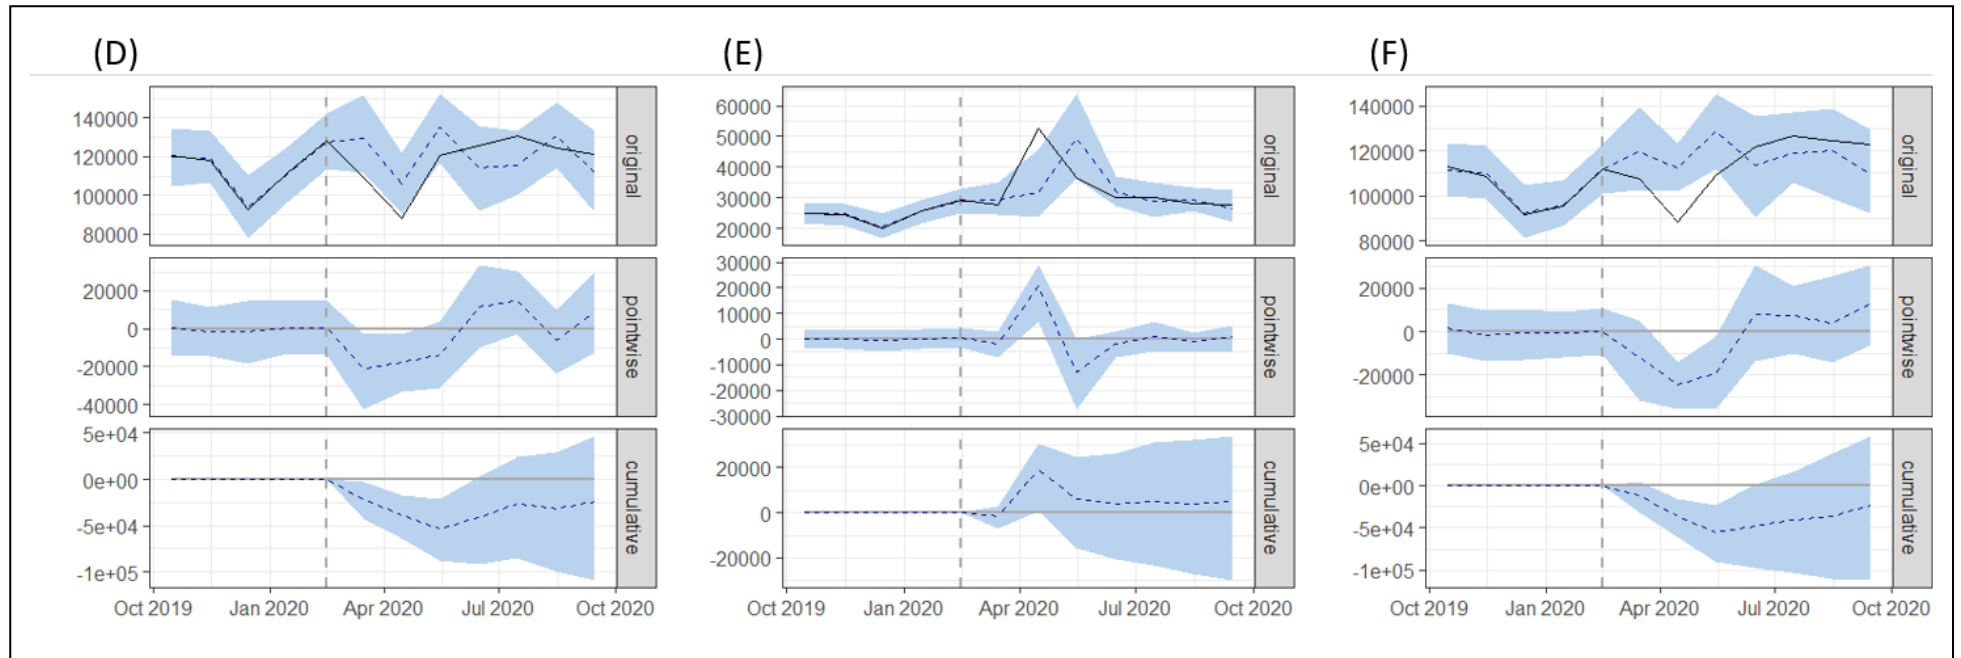 (D) (E) (F)
140000
120000
100000
80000
original
20000
0
-20000
-40000
pointwise
5e+04
0e+00
-5e+04
-1e+05
cumulative
Oct 2019 Jan 2020 Apr 2020 Jul 2020 Oct 2020
60000
50000
40000
30000
20000
original
30000
20000
10000
0
-10000
-20000
-30000
pointwise
20000
0
-20000
cumulative
Oct 2019 Jan 2020 Apr 2020 Jul 2020 Oct 2020
140000
120000
100000
80000
original
20000
0
-20000
pointwise
5e+04
0e+00
-5e+04
-1e+05
cumulative
Oct 2019 Jan 2020 Apr 2020 Jul 2020 Oct 2020